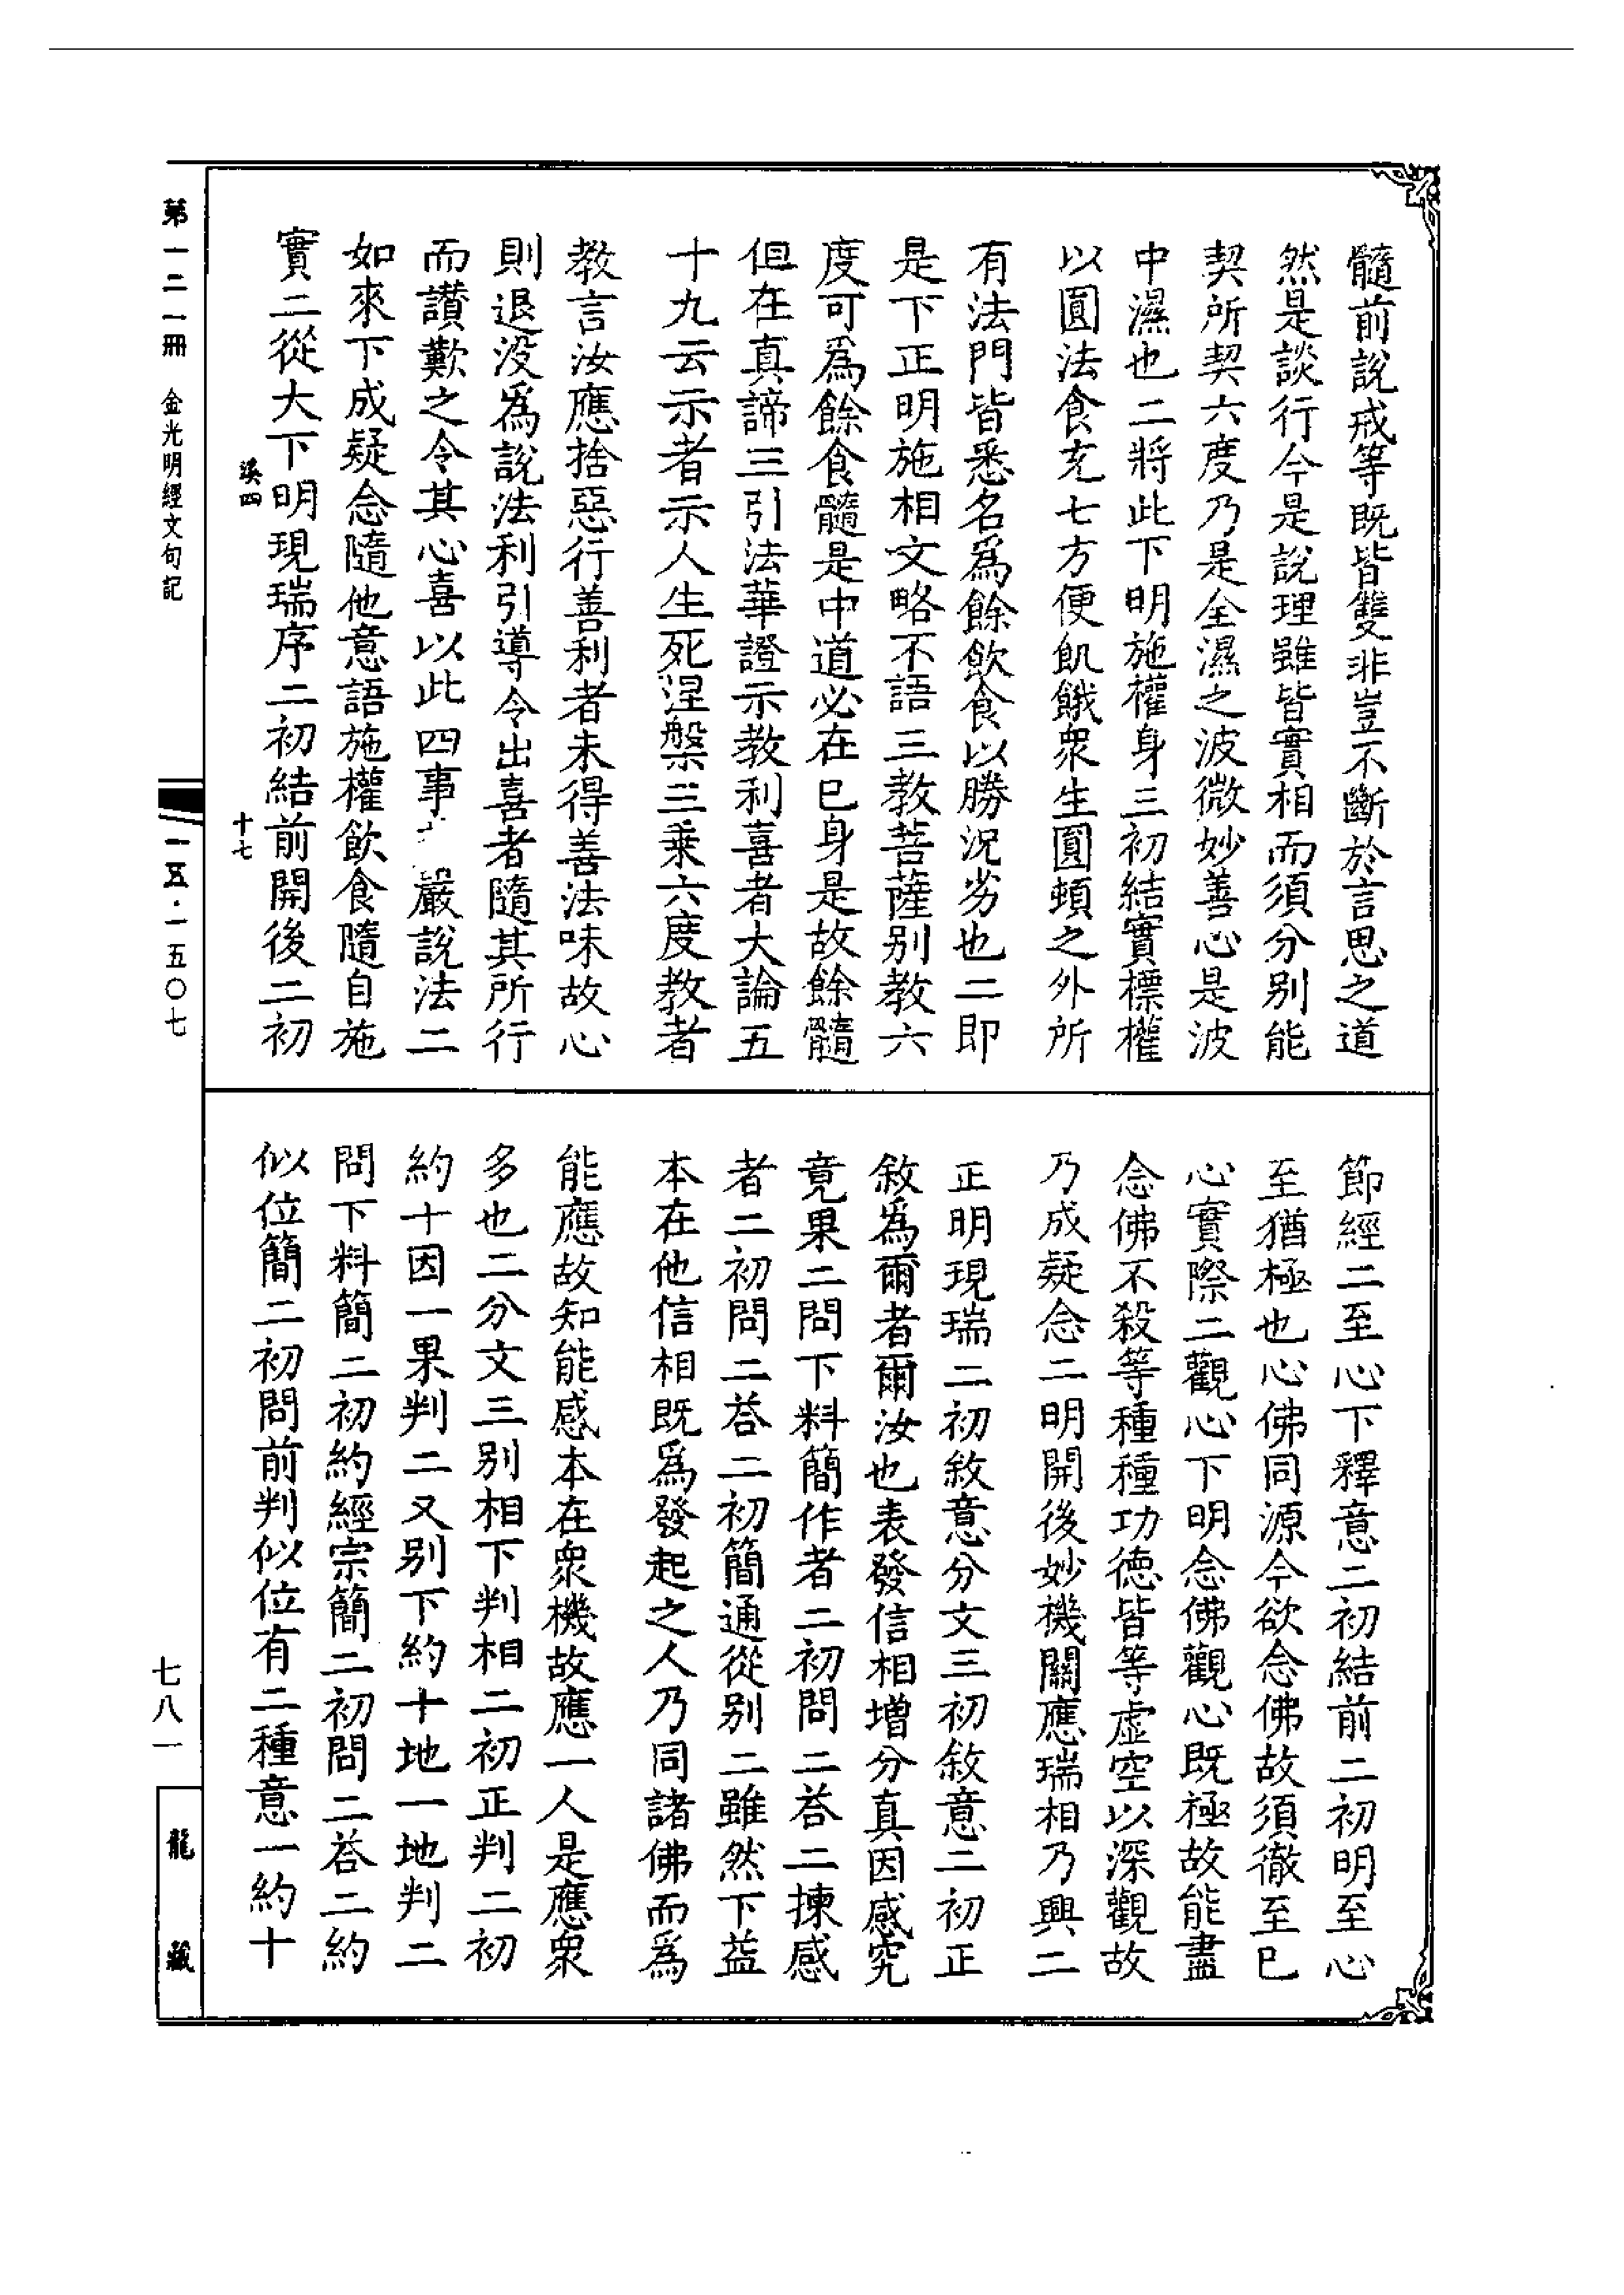 髓前說戒等既皆雙非豈不斷於言思之道
然是談行今是說理雖皆實相而須分别能
契所契六度乃是全濕之波微妙善心是波
中濕也二將此下明施權身三初結實標權
以圓法食充七方便飢餓衆生圓頓之外所
有法門皆悉名爲餘飲食以勝況劣也二即
是下正明施相文略不語三教菩薩别教六
度可爲餘食髓是中道必在巳身是故餘髓
但在真諦三引法華證示教利喜者大論五
十九云示者示人生死涅槃三乗六度教者
教言汝應捨惡行善利者未得善法味故心
則退没爲說法利引導令出喜者隨其所行
而讃歎之令其心喜以此四事嚴說法二
如來下成疑念隨他意語施權飲食隨自施
實二從大下明現瑞序二初結前開後二初
節經二至心下釋意二初結前二初明至心
至猶極也心佛同源今欲念佛故須徹至巳
心實際二觀心下明念佛觀心既極故能盡
念佛不殺等種種功德皆等虛空以深觀故
乃成疑念二明開後妙機關應瑞相乃興二
正明現瑞二初敘意分文三初敘意二初正
敘爲爾者爾汝也表發信相增分真因感究
竟果二問下料簡作者二初問二荅二揀感
者二初問二荅二初簡通從别二雖然下益
本在他信相既爲發起之人乃同諸佛而爲
能應故知能感本在衆機故應一人是應衆
多也二分文三别相下判相二初正判二初
約十因一果判二又别下約十地一地判二
問下料簡二初約經宗簡二初問二荅二約
似位簡二初問前判似位有二種意一約十
第一二一冊 金光明經文句記
溪四
十七
一五·一五〇七
七八一
龍藏